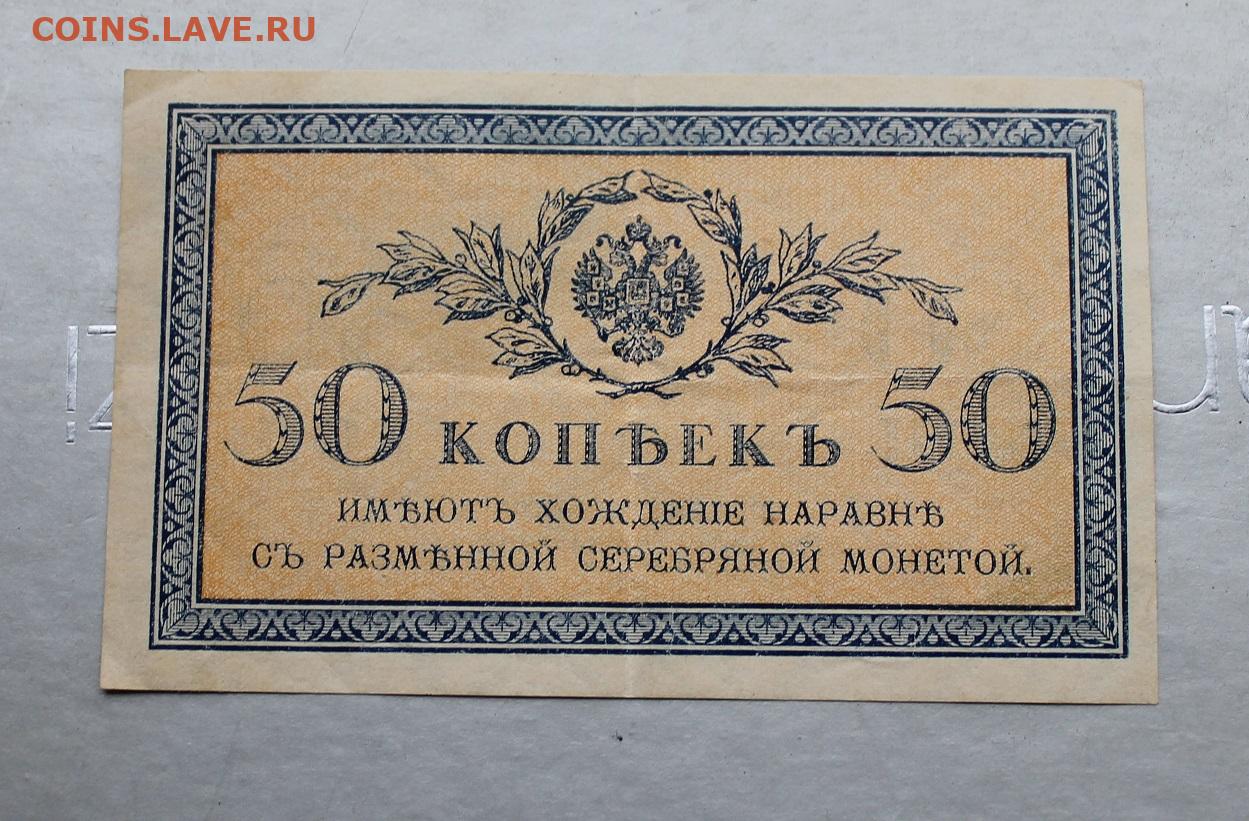 COINS.LAVE.RU
50 КОПѢЕКЪ 50
ИМѢЮТЪ ХОЖДЕНІЕ НАРАВНѢ
СЪ РАЗМѢННОЙ СЕРЕБРЯНОЙ МОНЕТОЙ.